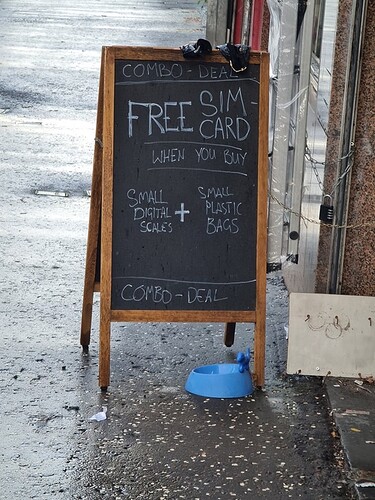 COMBO-DEAL
FREE SIM-CARD
WHEN YOU BUY
SMALL DIGITAL SCALES + SMALL PLASTIC BAGS
COMBO-DEAL